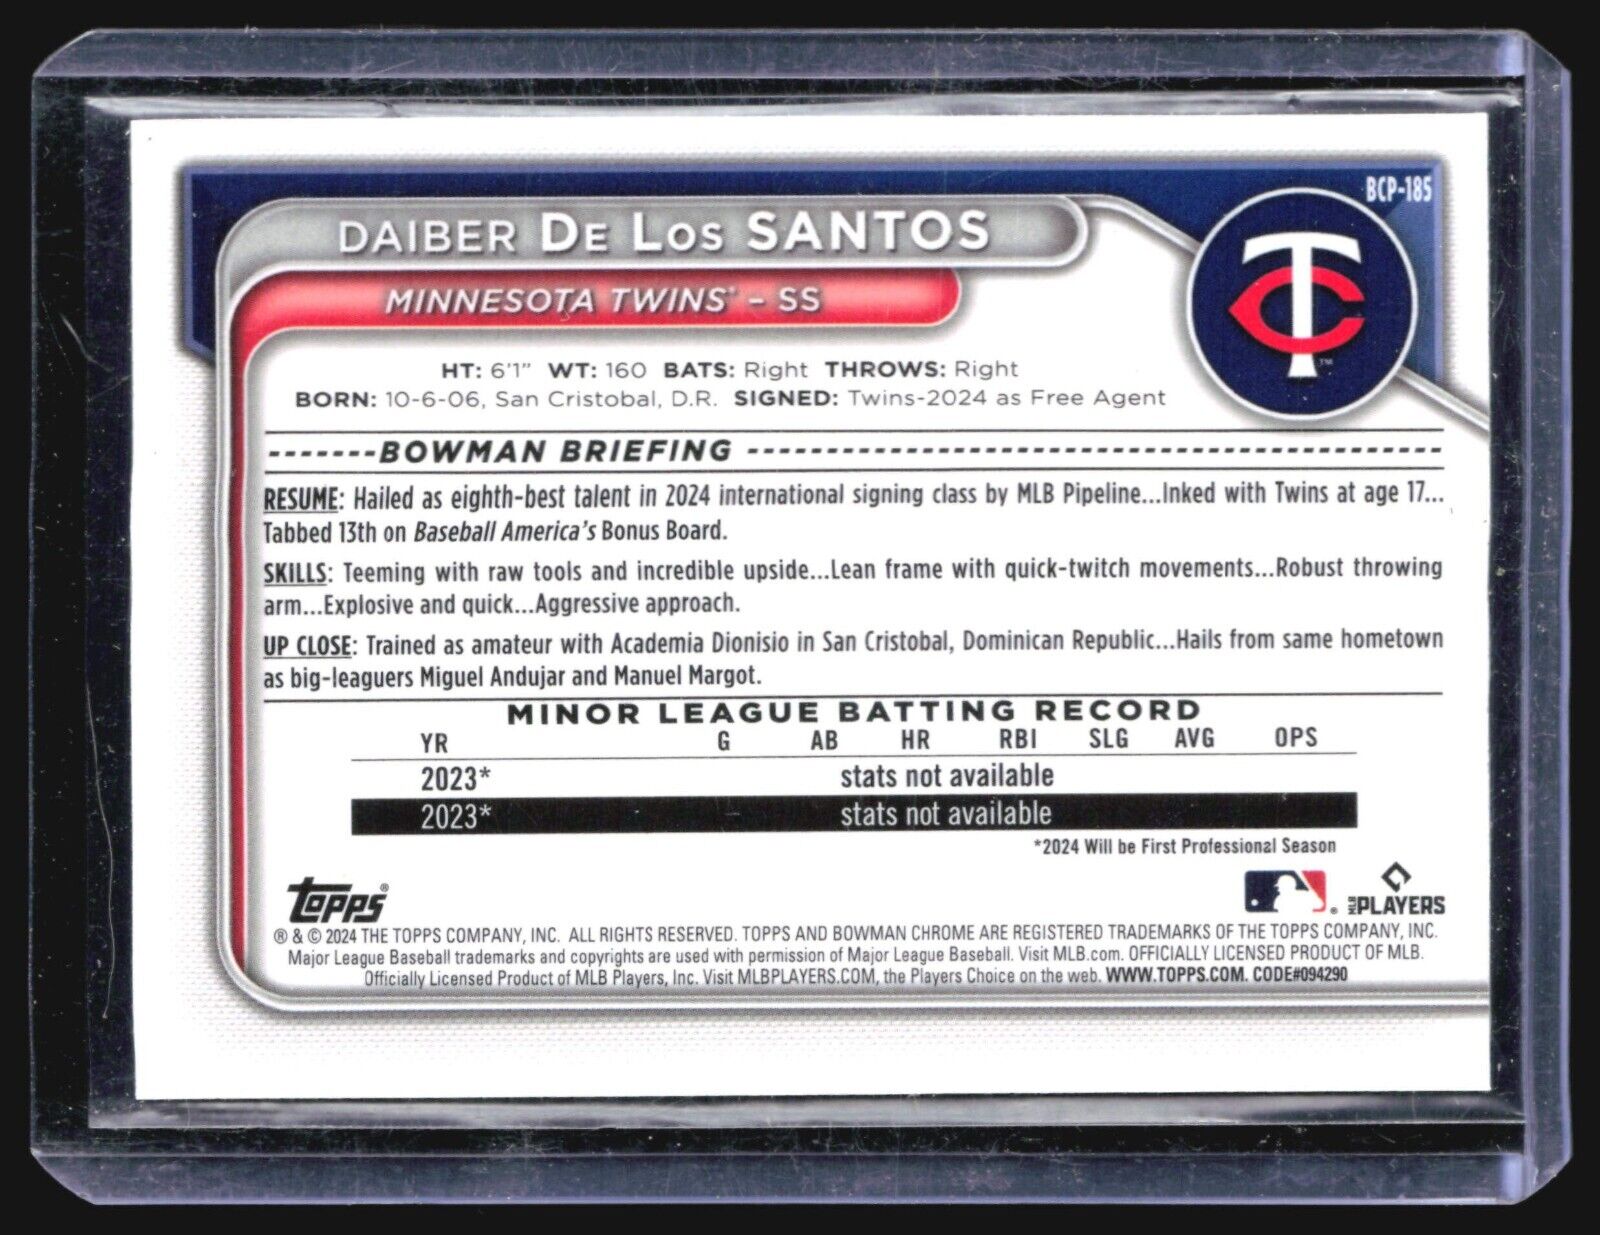 BCP-185
DAIBER DE LOS SANTOS
MINNESOTA TWINS® – SS
TC™
HT: 6'1" WT: 160 BATS: Right THROWS: Right
BORN: 10-6-06, San Cristobal, D.R. SIGNED: Twins-2024 as Free Agent
BOWMAN BRIEFING
RESUME: Hailed as eighth-best talent in 2024 international signing class by MLB Pipeline...Inked with Twins at age 17...
Tabbed 13th on Baseball America's Bonus Board.
SKILLS: Teeming with raw tools and incredible upside...Lean frame with quick-twitch movements...Robust throwing
arm...Explosive and quick...Aggressive approach.
UP CLOSE: Trained as amateur with Academia Dionisio in San Cristobal, Dominican Republic...Hails from same hometown
as big-leaguers Miguel Andujar and Manuel Margot.
MINOR LEAGUE BATTING RECORD
YR G AB HR RBI SLG AVG OPS
2023* stats not available
2023* stats not available
*2024 Will be First Professional Season
Topps®
® MLB PLAYERS
® & © 2024 THE TOPPS COMPANY, INC. ALL RIGHTS RESERVED. TOPPS AND BOWMAN CHROME ARE REGISTERED TRADEMARKS OF THE TOPPS COMPANY, INC.
Major League Baseball trademarks and copyrights are used with permission of Major League Baseball. Visit MLB.com. OFFICIALLY LICENSED PRODUCT OF MLB.
Officially Licensed Product of MLB Players, Inc. Visit MLBPLAYERS.COM, the Players Choice on the web. WWW.TOPPS.COM. CODE#094290